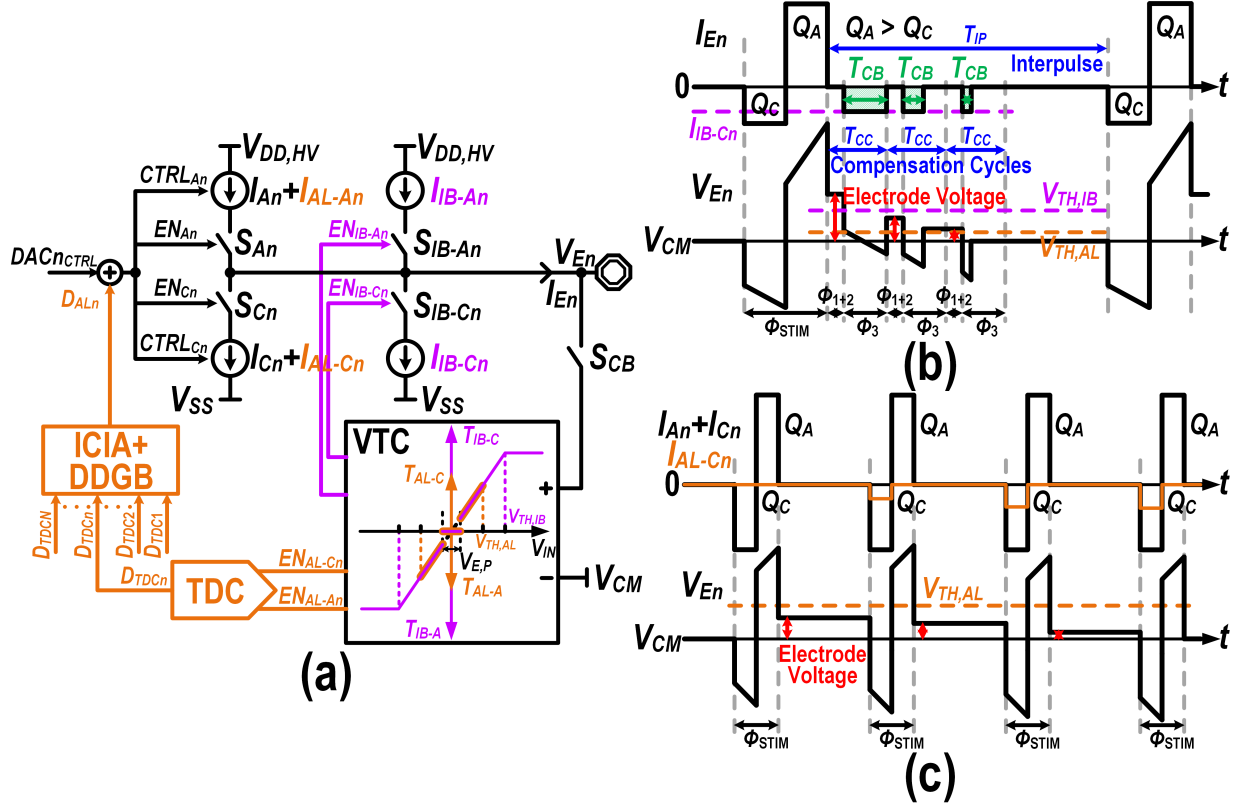 V_DD,HV
V_DD,HV
CTRL_An
I_An+I_AL-An
I_IB-An
EN_An
S_An
EN_IB-An
S_IB-An
DACn_CTRL
+
V_En
I_En
D_ALn
EN_Cn
S_Cn
EN_IB-Cn
S_IB-Cn
CTRL_Cn
I_Cn+I_AL-Cn
I_IB-Cn
S_CB
V_SS
V_SS
ICIA+
DDGB
D_TDCN
D_TDCn
D_TDC2
D_TDC1
VTC
T_IB-C
T_AL-C
+
V_TH,IB
V_TH,AL
V_IN
V_E,P
T_AL-A
−
V_CM
T_IB-A
D_TDCn
TDC
EN_AL-Cn
EN_AL-An
(a)
I_En
Q_A
Q_A > Q_C
T_IP
Q_A
T_CB
T_CB
T_CB
Interpulse
0
t
Q_C
Q_C
I_IB-Cn
T_CC
T_CC
T_CC
Compensation Cycles
V_En
Electrode Voltage
V_TH,IB
V_CM
t
V_TH,AL
Φ_1+2
Φ_1+2
Φ_1+2
Φ_STIM
Φ_3
Φ_3
Φ_3
(b)
I_An+I_Cn
I_AL-Cn
Q_A
Q_A
Q_A
Q_A
0
t
Q_C
Q_C
Q_C
Q_C
V_En
V_TH,AL
V_CM
t
Electrode
Voltage
Φ_STIM
Φ_STIM
Φ_STIM
Φ_STIM
(c)